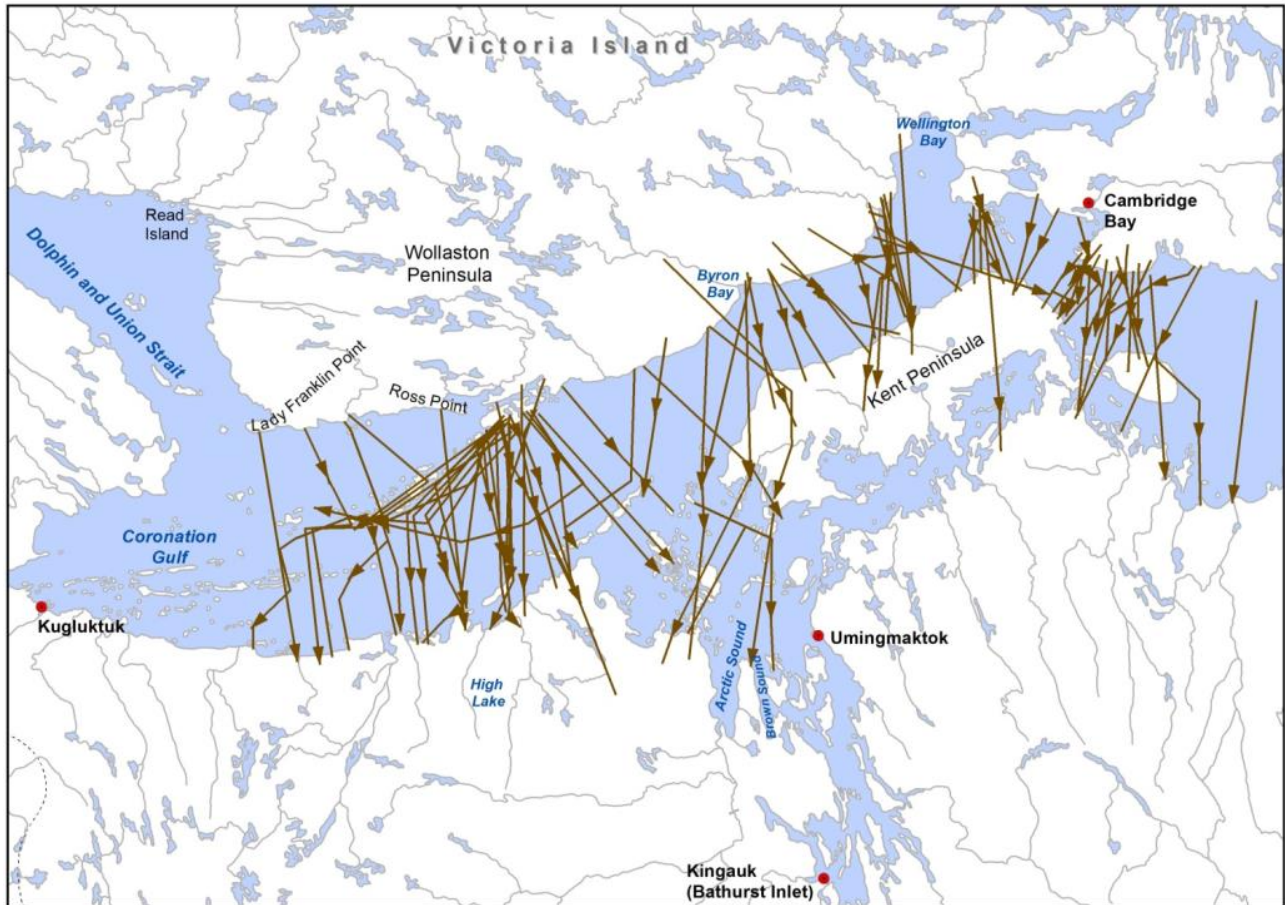 Victoria Island
Wellington
Bay
Cambridge
Bay
Read
Island
Dolphin and Union Strait
Wollaston
Peninsula
Byron
Bay
Kent Peninsula
Lady Franklin Point
Ross Point
Coronation
Gulf
Kugluktuk
Umingmaktok
Arctic Sound
Brown Sound
High
Lake
Kingauk
(Bathurst Inlet)